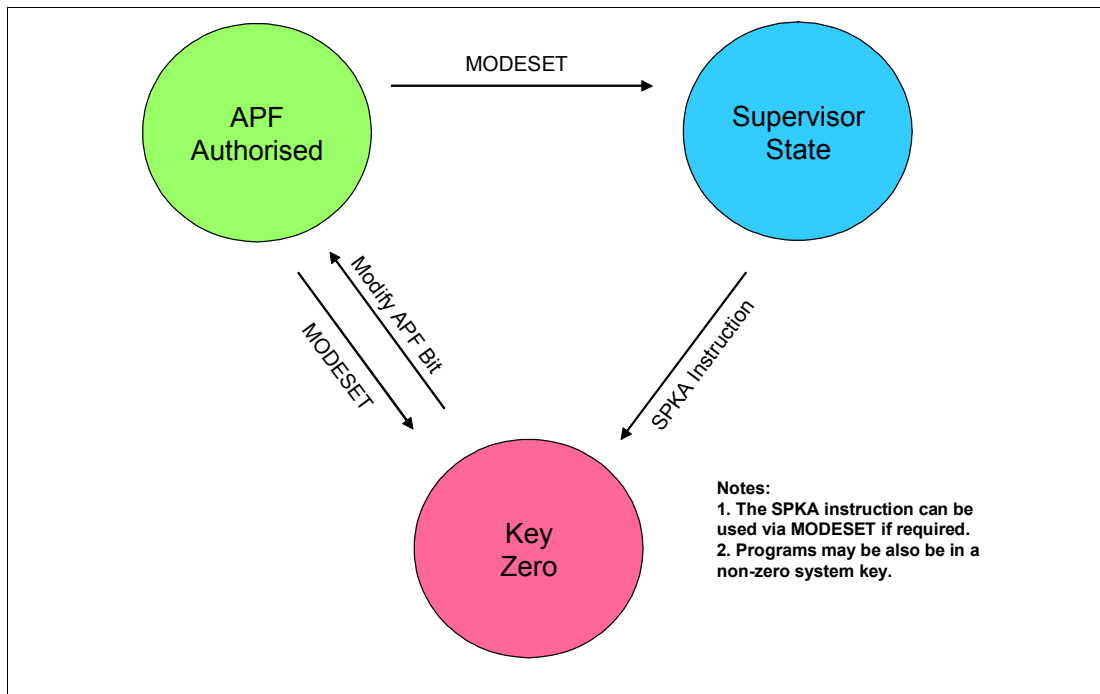 MODESET
APF
Authorised
Supervisor
State
Modify APF Bit
MODESET
SPKA Instruction
Key
Zero
Notes:
1. The SPKA instruction can be
used via MODESET if required.
2. Programs may be also be in a
non-zero system key.